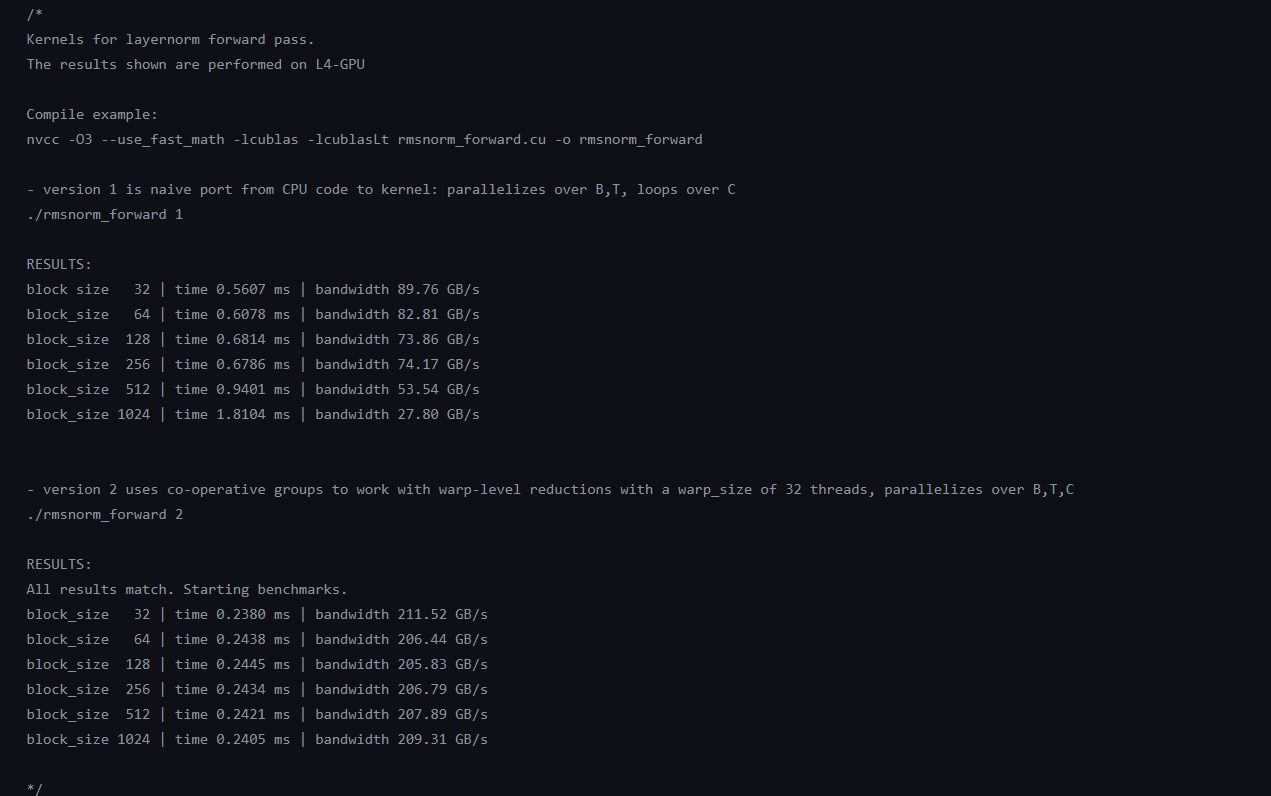 /*
Kernels for layernorm forward pass.
The results shown are performed on L4-GPU
Compile example:
nvcc -O3 --use_fast_math -lcublas -lcublasLt rmsnorm_forward.cu -o rmsnorm_forward
- version 1 is naive port from CPU code to kernel: parallelizes over B,T, loops over C
./rmsnorm_forward 1
RESULTS:
block size   32 | time 0.5607 ms | bandwidth 89.76 GB/s
block_size   64 | time 0.6078 ms | bandwidth 82.81 GB/s
block_size  128 | time 0.6814 ms | bandwidth 73.86 GB/s
block_size  256 | time 0.6786 ms | bandwidth 74.17 GB/s
block_size  512 | time 0.9401 ms | bandwidth 53.54 GB/s
block_size 1024 | time 1.8104 ms | bandwidth 27.80 GB/s
- version 2 uses co-operative groups to work with warp-level reductions with a warp_size of 32 threads, parallelizes over B,T,C
./rmsnorm_forward 2
RESULTS:
All results match. Starting benchmarks.
block_size   32 | time 0.2380 ms | bandwidth 211.52 GB/s
block_size   64 | time 0.2438 ms | bandwidth 206.44 GB/s
block_size  128 | time 0.2445 ms | bandwidth 205.83 GB/s
block_size  256 | time 0.2434 ms | bandwidth 206.79 GB/s
block_size  512 | time 0.2421 ms | bandwidth 207.89 GB/s
block_size 1024 | time 0.2405 ms | bandwidth 209.31 GB/s
*/